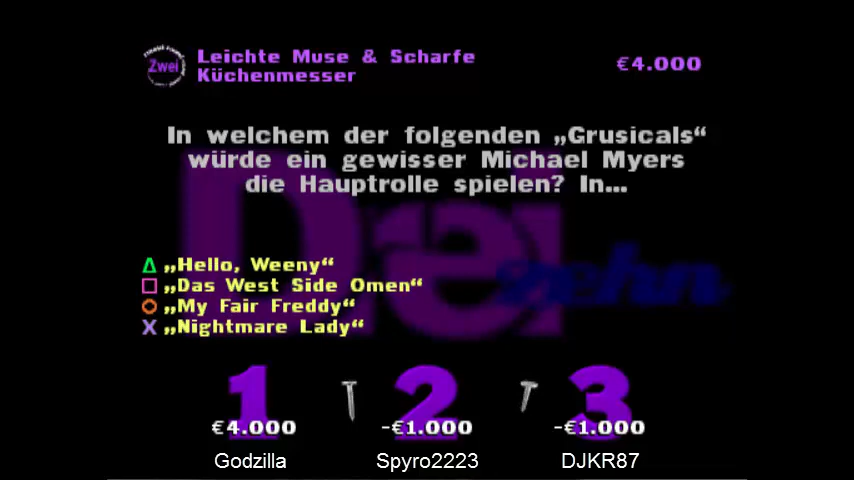 Zwei
Leichte Muse & Scharfe
Küchenmesser
€4.000
In welchem der folgenden „Grusicals“
würde ein gewisser Michael Myers
die Hauptrolle spielen? In...
„Hello, Weeny“
„Das West Side Omen“
„My Fair Freddy“
X „Nightmare Lady“
Drei
zehn
1 2 3
€4.000 -€1.000 -€1.000
Godzilla Spyro2223 DJKR87